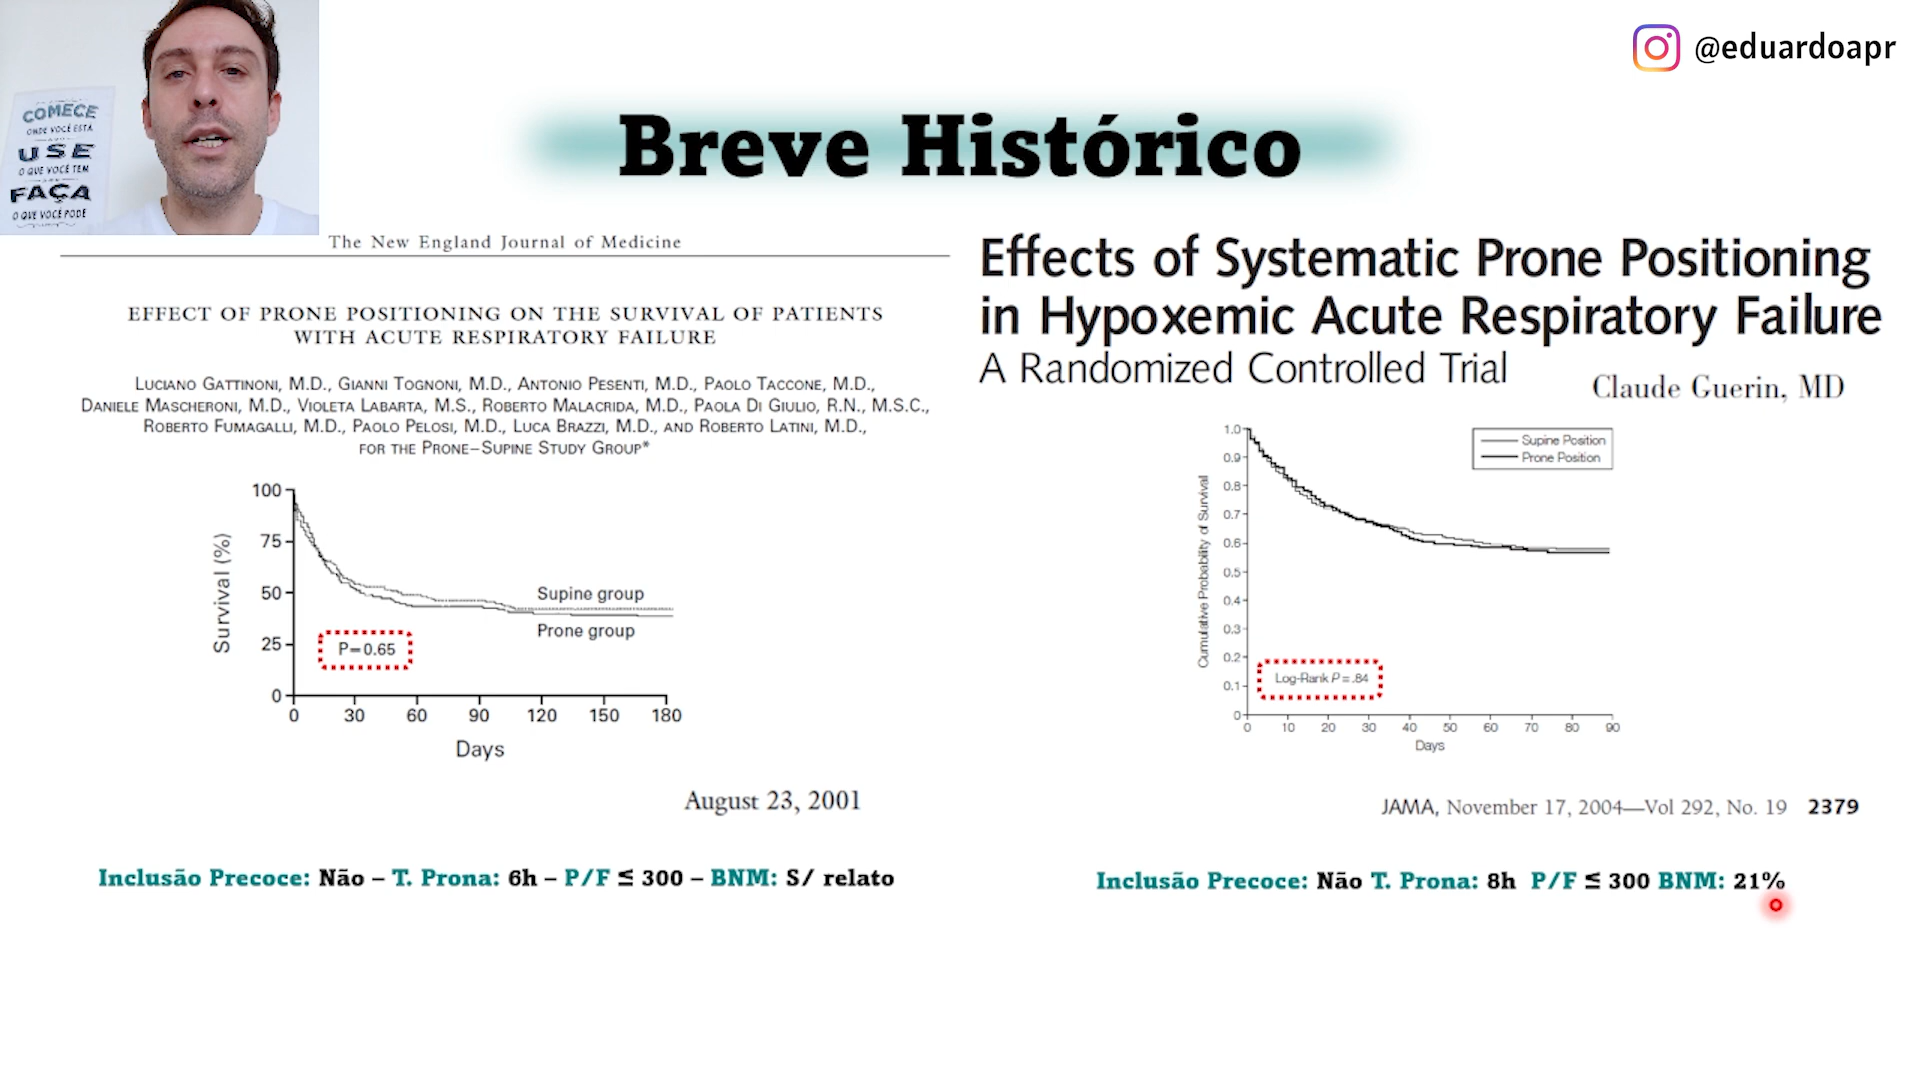 COMECE
ONDE VOCÊ ESTÁ
USE
O QUE VOCÊ TEM
FAÇA
O QUE VOCÊ PODE
@eduardoapr
Breve Histórico
The New England Journal of Medicine
EFFECT OF PRONE POSITIONING ON THE SURVIVAL OF PATIENTS
WITH ACUTE RESPIRATORY FAILURE
LUCIANO GATTINONI, M.D., GIANNI TOGNONI, M.D., ANTONIO PESENTI, M.D., PAOLO TACCONE, M.D.,
DANIELE MASCHERONI, M.D., VIOLETA LABARTA, M.S., ROBERTO MALACRIDA, M.D., PAOLA DI GIULIO, R.N., M.S.C.,
ROBERTO FUMAGALLI, M.D., PAOLO PELOSI, M.D., LUCA BRAZZI, M.D., AND ROBERTO LATINI, M.D.,
FOR THE PRONE–SUPINE STUDY GROUP*
100
75
50
25
0
Survival (%)
Supine group
Prone group
P=0.65
0 30 60 90 120 150 180
Days
August 23, 2001
Inclusão Precoce: Não – T. Prona: 6h – P/F ≤ 300 – BNM: S/ relato
Effects of Systematic Prone Positioning
in Hypoxemic Acute Respiratory Failure
A Randomized Controlled Trial
Claude Guerin, MD
Supine Position
Prone Position
1.0
0.9
0.8
0.7
0.6
0.5
0.4
0.3
0.2
0.1
0
Cumulative Probability of Survival
Log-Rank P=.84
0 10 20 30 40 50 60 70 80 90
Days
JAMA, November 17, 2004—Vol 292, No. 19 2379
Inclusão Precoce: Não T. Prona: 8h P/F ≤ 300 BNM: 21%